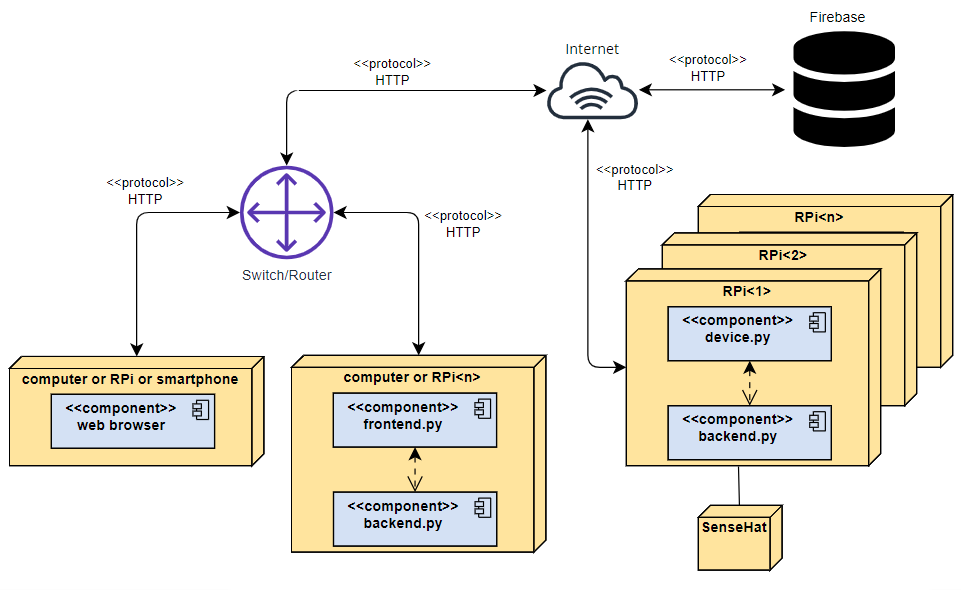 Firebase
Internet
<<protocol>>
HTTP
<<protocol>>
HTTP
<<protocol>>
HTTP
<<protocol>>
HTTP
<<protocol>>
HTTP
Switch/Router
RPi<n>
RPi<2>
RPi<1>
<<component>>
device.py
<<component>>
backend.py
SenseHat
computer or RPi or smartphone
<<component>>
web browser
computer or RPi<n>
<<component>>
frontend.py
<<component>>
backend.py